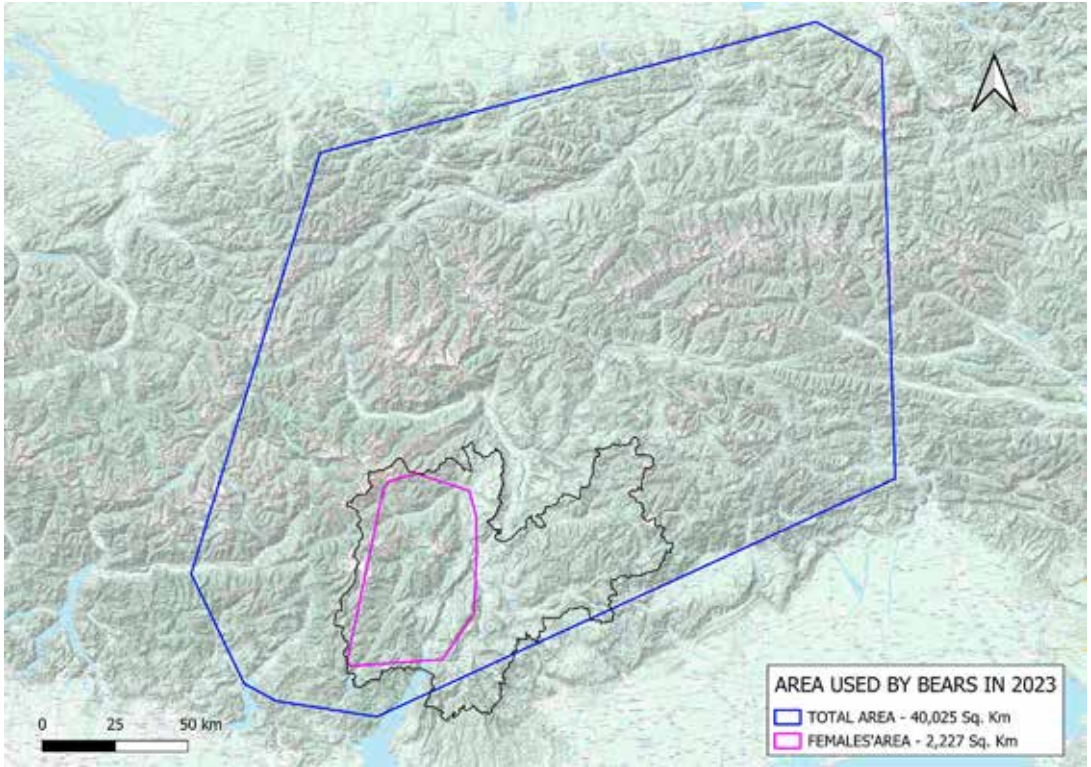 0 25 50 km
AREA USED BY BEARS IN 2023
TOTAL AREA - 40,025 Sq. Km
FEMALES'AREA - 2,227 Sq. Km